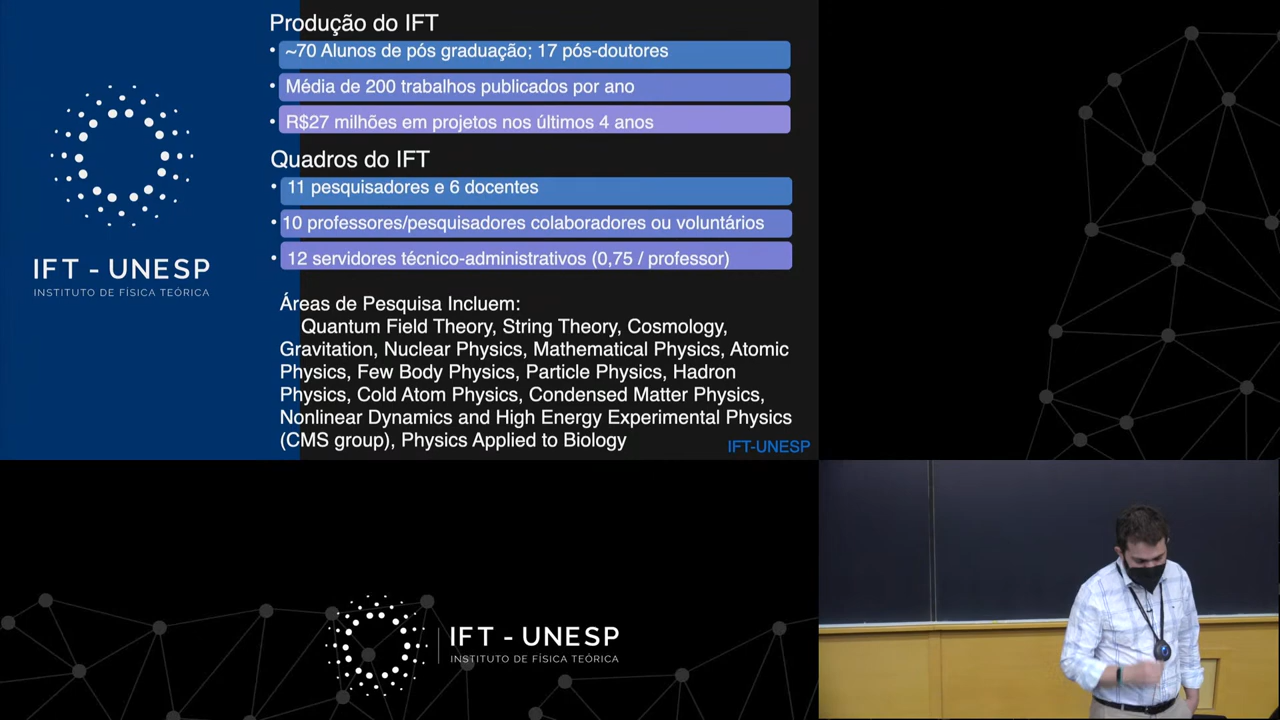 Produção do IFT
• ~70 Alunos de pós graduação; 17 pós-doutores
• Média de 200 trabalhos publicados por ano
• R$27 milhões em projetos nos últimos 4 anos
Quadros do IFT
• 11 pesquisadores e 6 docentes
• 10 professores/pesquisadores colaboradores ou voluntários
• 12 servidores técnico-administrativos (0,75 / professor)
Áreas de Pesquisa Incluem:
Quantum Field Theory, String Theory, Cosmology,
Gravitation, Nuclear Physics, Mathematical Physics, Atomic
Physics, Few Body Physics, Particle Physics, Hadron
Physics, Cold Atom Physics, Condensed Matter Physics,
Nonlinear Dynamics and High Energy Experimental Physics
(CMS group), Physics Applied to Biology
IFT-UNESP
IFT - UNESP
INSTITUTO DE FÍSICA TEÓRICA
IFT - UNESP
INSTITUTO DE FÍSICA TEÓRICA